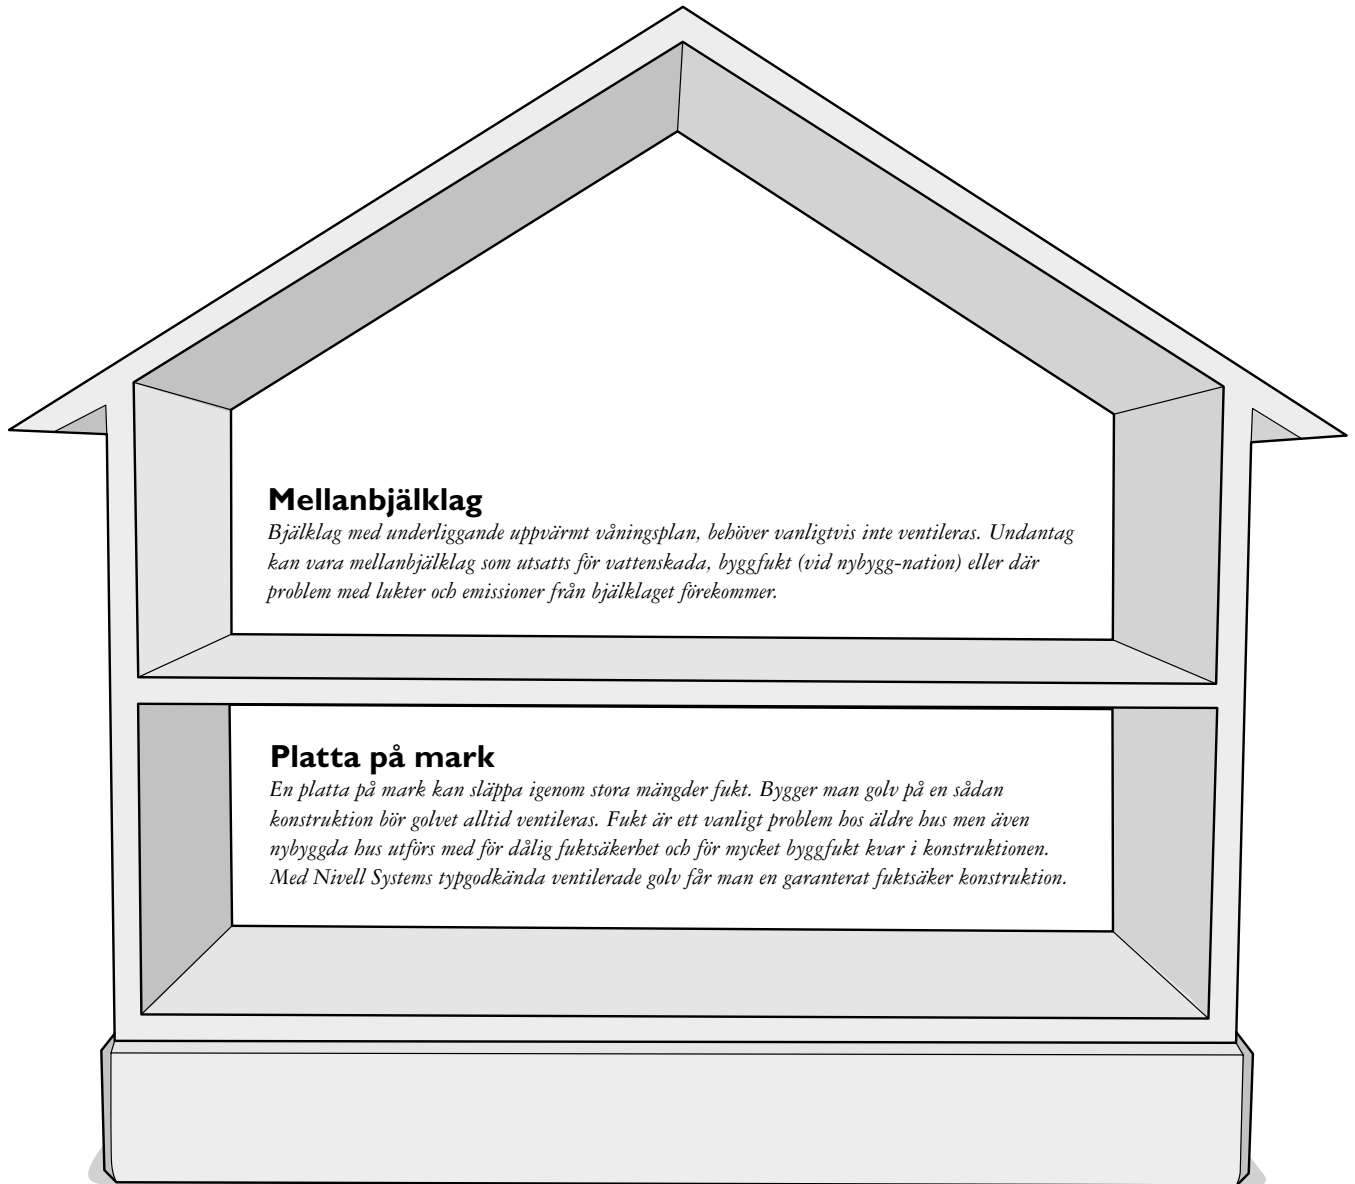 Mellanbjälklag
Bjälklag med underliggande uppvärmt våningsplan, behöver vanligtvis inte ventileras. Undantag
kan vara mellanbjälklag som utsatts för vattenskada, byggfukt (vid nybygg-nation) eller där
problem med lukter och emissioner från bjälklaget förekommer.
Platta på mark
En platta på mark kan släppa igenom stora mängder fukt. Bygger man golv på en sådan
konstruktion bör golvet alltid ventileras. Fukt är ett vanligt problem hos äldre hus men även
nybyggda hus utförs med för dålig fuktsäkerhet och för mycket byggfukt kvar i konstruktionen.
Med Nivell Systems typgodkända ventilerade golv får man en garanterat fuktsäker konstruktion.